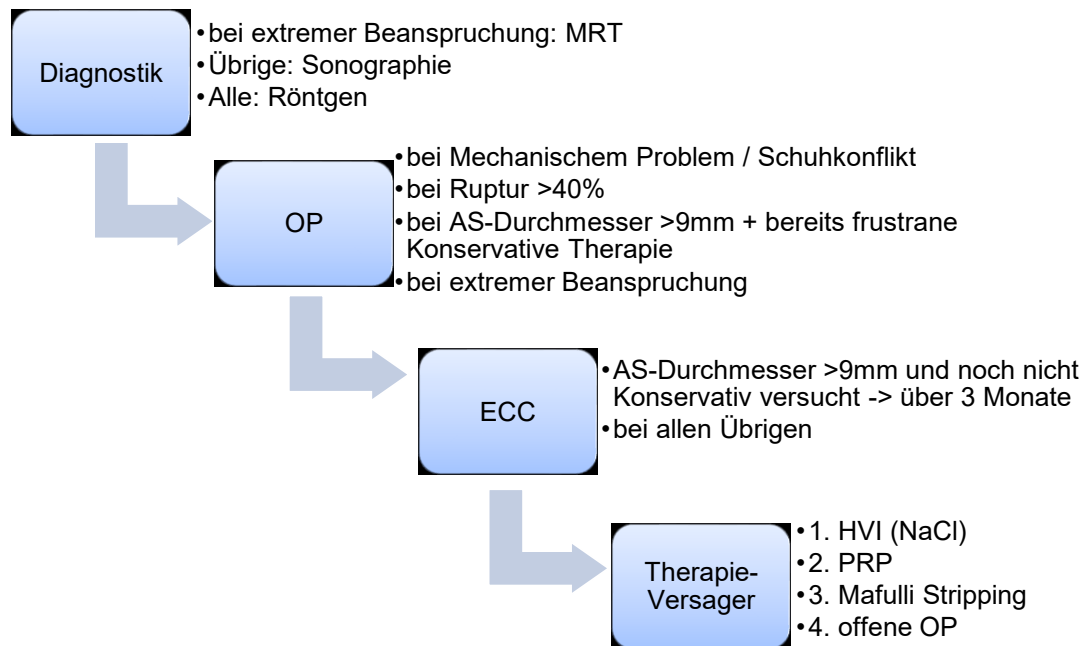 Diagnostik
•bei extremer Beanspruchung: MRT
•Übrige: Sonographie
•Alle: Röntgen
OP
•bei Mechanischem Problem / Schuhkonflikt
•bei Ruptur >40%
•bei AS-Durchmesser >9mm + bereits frustrane
Konservative Therapie
•bei extremer Beanspruchung
ECC
•AS-Durchmesser >9mm und noch nicht
Konservativ versucht -> über 3 Monate
•bei allen Übrigen
Therapie-
Versager
•1. HVI (NaCl)
•2. PRP
•3. Mafulli Stripping
•4. offene OP